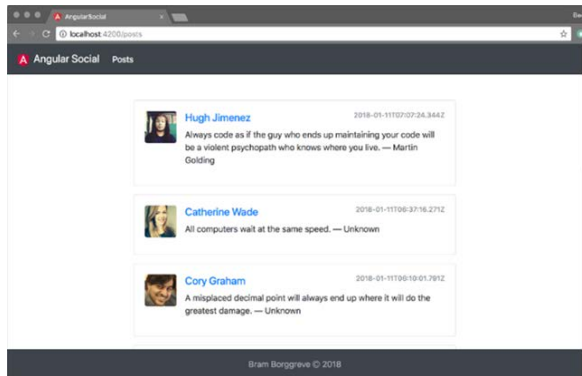 AngularSocial
localhost:4200/posts
Angular Social Posts
Hugh Jimenez 2018-01-11T07:07:24.344Z
Always code as if the guy who ends up maintaining your code will
be a violent psychopath who knows where you live. — Martin
Golding
Catherine Wade 2018-01-11T06:37:16.271Z
All computers wait at the same speed. — Unknown
Cory Graham 2018-01-11T06:10:01.791Z
A misplaced decimal point will always end up where it will do the
greatest damage. — Unknown
Bram Borggreve © 2018